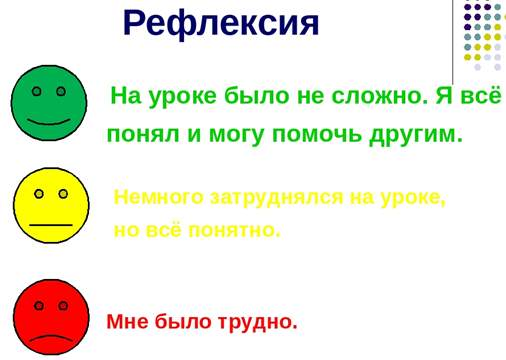 Рефлексия
На уроке было не сложно. Я всё
понял и могу помочь другим.
Немного затруднялся на уроке,
но всё понятно.
Мне было трудно.